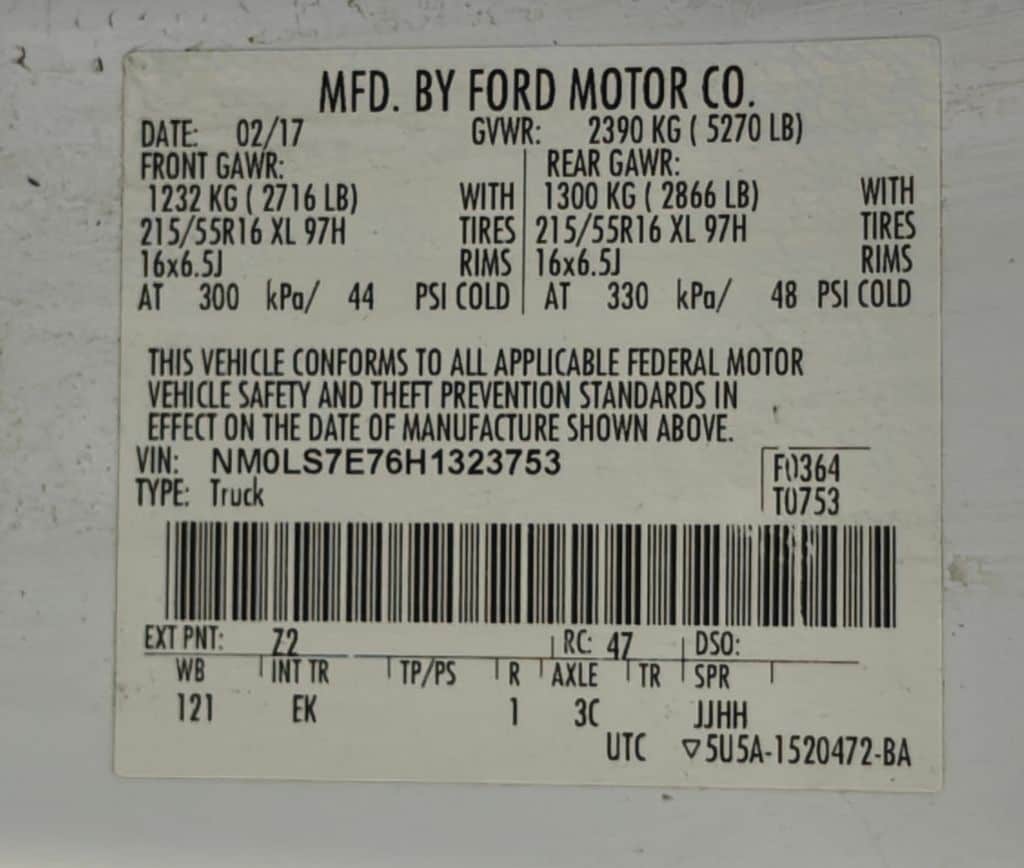 MFD. BY FORD MOTOR CO.
DATE: 02/17 GVWR: 2390 KG ( 5270 LB)
FRONT GAWR: REAR GAWR:
1232 KG ( 2716 LB) WITH 1300 KG ( 2866 LB) WITH
215/55R16 XL 97H TIRES 215/55R16 XL 97H TIRES
16x6.5J RIMS 16x6.5J RIMS
AT 300 kPa/ 44 PSI COLD AT 330 kPa/ 48 PSI COLD
THIS VEHICLE CONFORMS TO ALL APPLICABLE FEDERAL MOTOR
VEHICLE SAFETY AND THEFT PREVENTION STANDARDS IN
EFFECT ON THE DATE OF MANUFACTURE SHOWN ABOVE.
VIN: NM0LS7E76H1323753 F0364
TYPE: Truck T0753
EXT PNT: Z2 RC: 47 DSO:
WB INT TR TP/PS R AXLE TR SPR
121 EK 1 3C JJHH
UTC ▽5U5A-1520472-BA